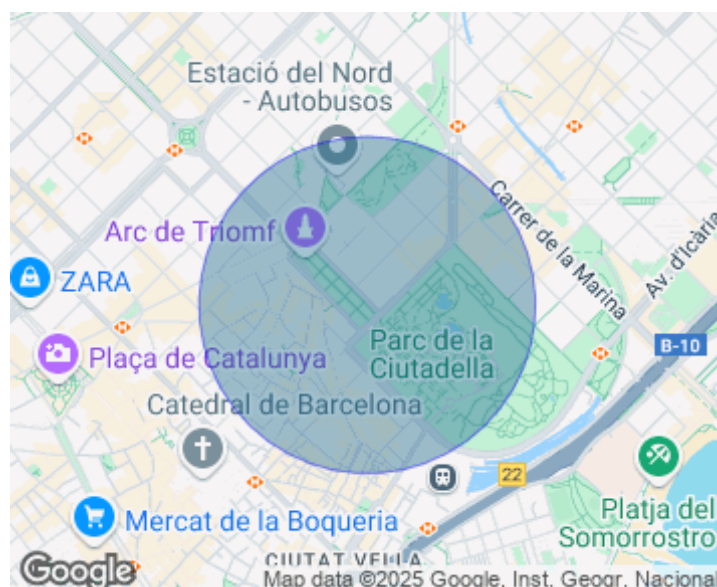 Estació del Nord
- Autobusos
Arc de Triomf
Carrer de la Marina
Av. d'Icària
ZARA
B-10
Plaça de Catalunya
Parc de la
Ciutadella
Catedral de Barcelona
22
Platja del
Somorrostro
Mercat de la Boqueria
CIUTAT VELLA
Google
Map data ©2025 Google, Inst. Geogr. Nacional